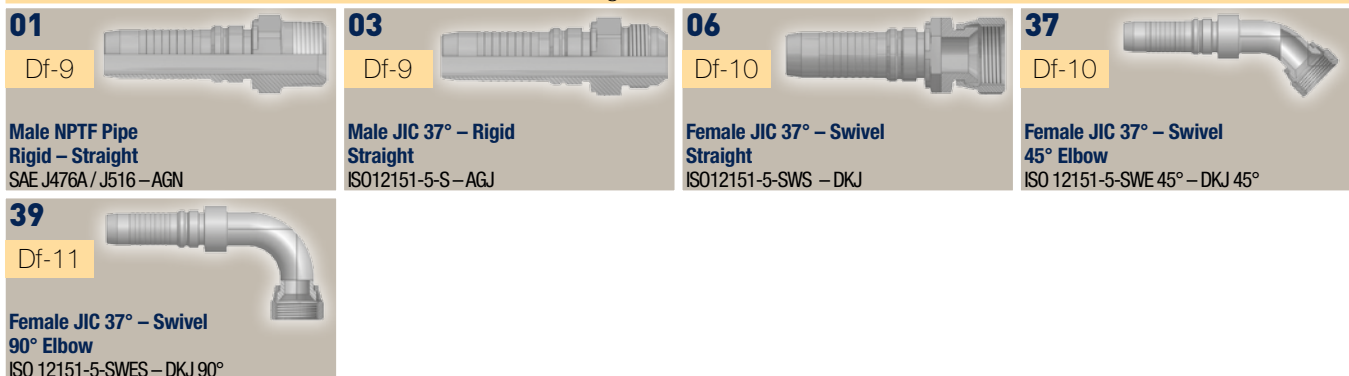 01
Df-9
Male NPTF Pipe
Rigid – Straight
SAE J476A / J516 – AGN
03
Df-9
Male JIC 37° – Rigid
Straight
ISO12151-5-S – AGJ
06
Df-10
Female JIC 37° – Swivel
Straight
ISO12151-5-SWS – DKJ
37
Df-10
Female JIC 37° – Swivel
45° Elbow
ISO 12151-5-SWE 45° – DKJ 45°
39
Df-11
Female JIC 37° – Swivel
90° Elbow
ISO 12151-5-SWES – DKJ 90°